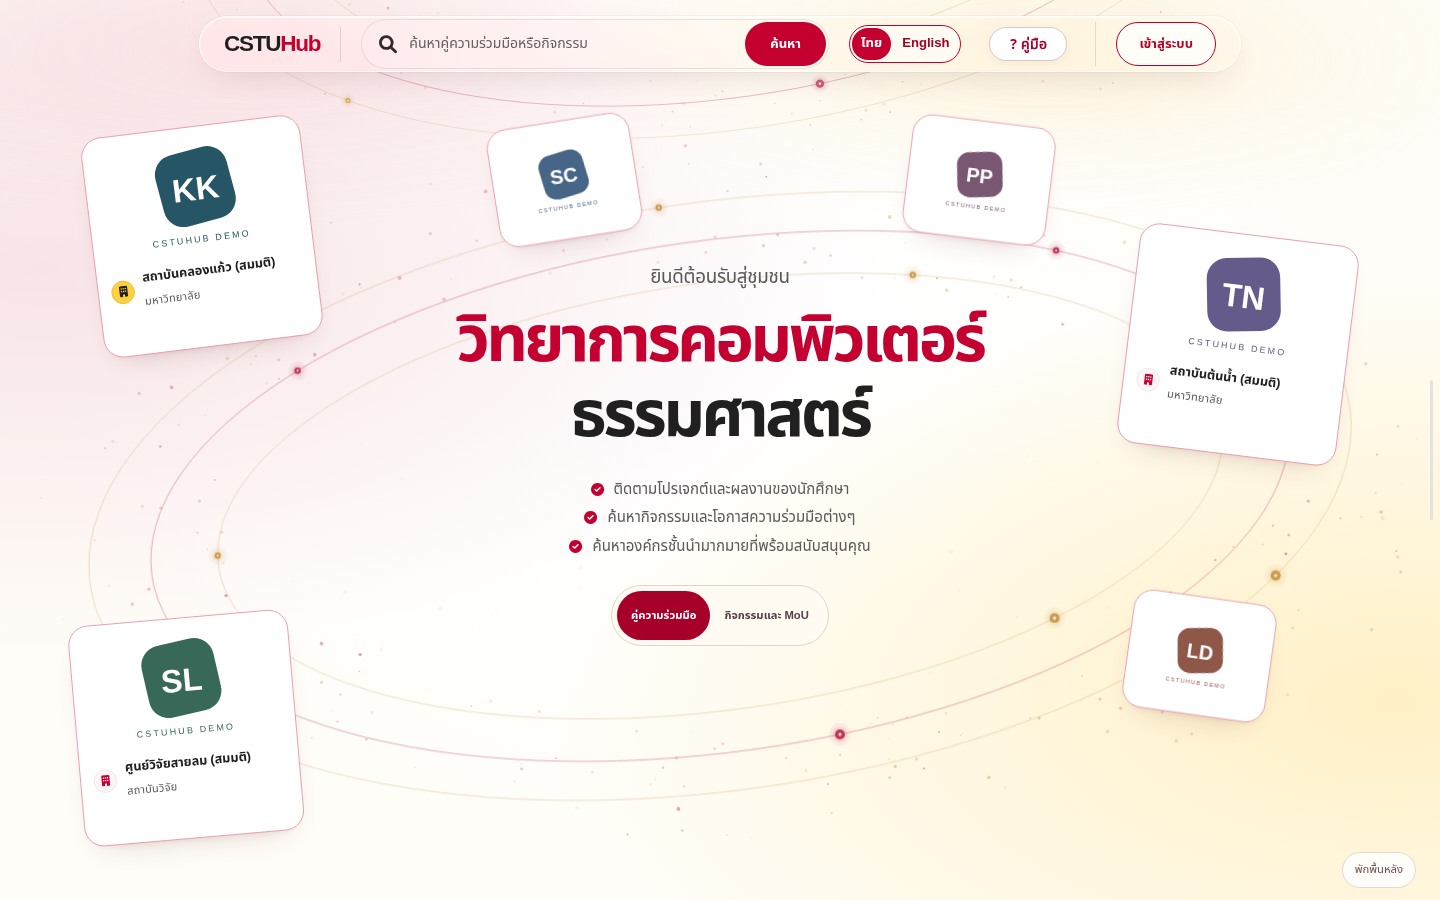 CSTUHub
ค้นหาคู่ความร่วมมือหรือกิจกรรม
ค้นหา
ไทย
English
? คู่มือ
เข้าสู่ระบบ
KK
CSTUHUB DEMO
สถาบันคลองแก้ว (สมมติ)
มหาวิทยาลัย
SC
CSTUHUB DEMO
PP
CSTUHUB DEMO
TN
CSTUHUB DEMO
สถาบันต้นน้ำ (สมมติ)
มหาวิทยาลัย
ยินดีต้อนรับสู่ชุมชน
วิทยาการคอมพิวเตอร์
ธรรมศาสตร์
ติดตามโปรเจกต์และผลงานของนักศึกษา
ค้นหากิจกรรมและโอกาสความร่วมมือต่างๆ
ค้นหาองค์กรชั้นนำมากมายที่พร้อมสนับสนุนคุณ
คู่ความร่วมมือ
กิจกรรมและ MoU
SL
CSTUHUB DEMO
ศูนย์วิจัยสายลม (สมมติ)
สถาบันวิจัย
LD
CSTUHUB DEMO
พักพื้นหลัง